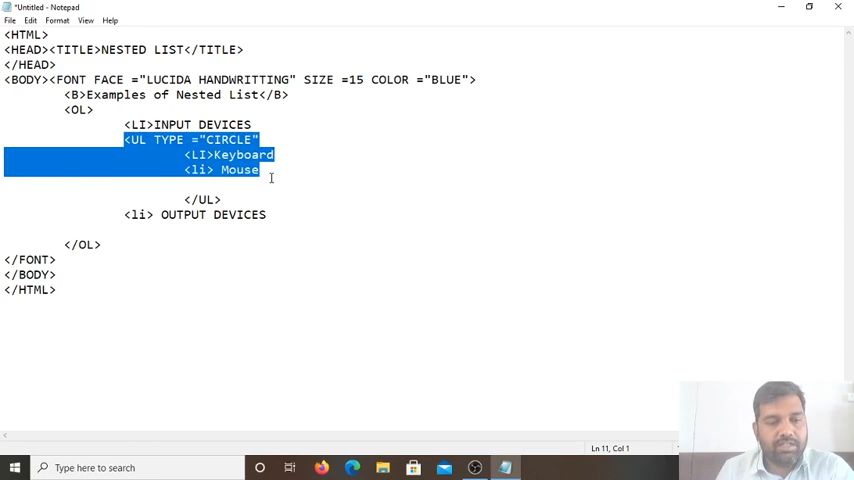 *Untitled - Notepad
File Edit Format View Help
<HTML>
<HEAD><TITLE>NESTED LIST</TITLE>
</HEAD>
<BODY><FONT FACE ="LUCIDA HANDWRITTING" SIZE =15 COLOR ="BLUE">
<B>Examples of Nested List</B>
<OL>
<LI>INPUT DEVICES
<UL TYPE ="CIRCLE"
<LI>Keyboard
<li> Mouse
</UL>
<li> OUTPUT DEVICES
</OL>
</FONT>
</BODY>
</HTML>
Ln 11, Col 1
Type here to search